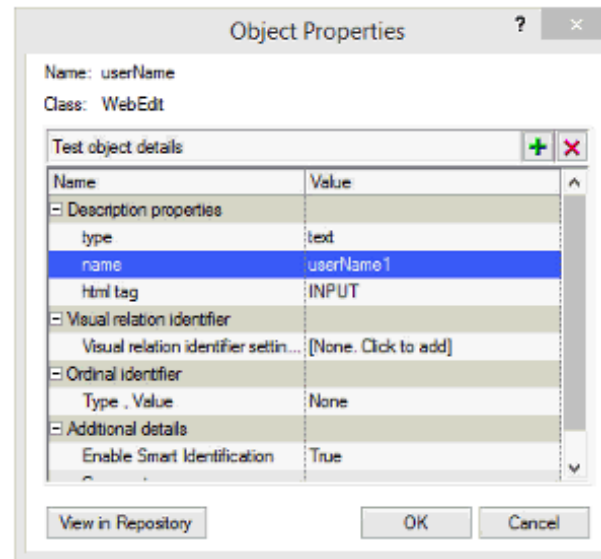 Object Properties ? ×
Name: userName
Class: WebEdit
Test object details
Name Value
Description properties
type text
name userName1
html tag INPUT
Visual relation identifier
Visual relation identifier settin... [None. Click to add]
Ordinal identifier
Type , Value None
Additional details
Enable Smart Identification True
View in Repository OK Cancel